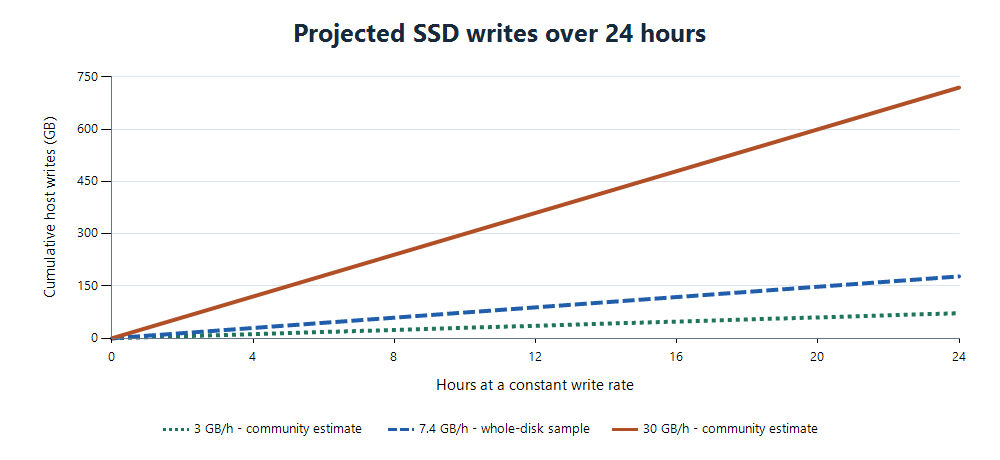 Projected SSD writes over 24 hours
Cumulative host writes (GB)
750
600
450
300
150
0
0 4 8 12 16 20 24
Hours at a constant write rate
3 GB/h - community estimate 7.4 GB/h - whole-disk sample 30 GB/h - community estimate